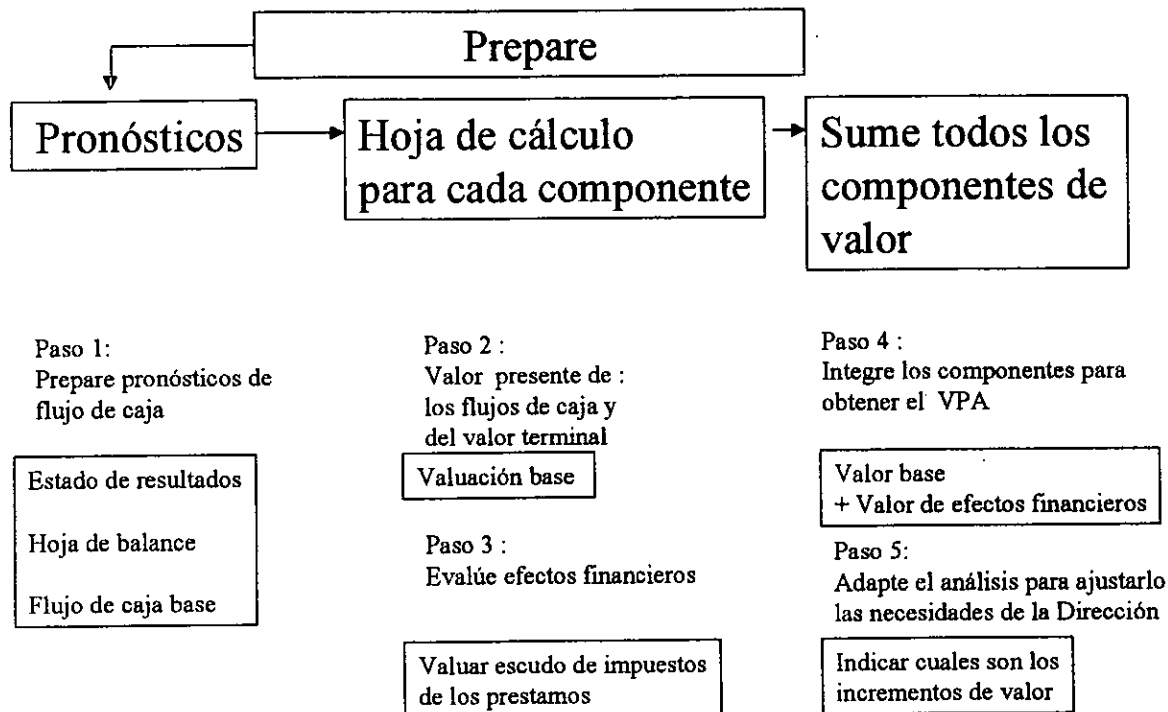 Prepare
Pronósticos
Hoja de cálculo
para cada componente
Sume todos los
componentes de
valor
Paso 1:
Prepare pronósticos de
flujo de caja
Estado de resultados
Hoja de balance
Flujo de caja base
Paso 2 :
Valor presente de :
los flujos de caja y
del valor terminal
Valuación base
Paso 3 :
Evalúe efectos financieros
Valuar escudo de impuestos
de los prestamos
Paso 4 :
Integre los componentes para
obtener el VPA
Valor base
+ Valor de efectos financieros
Paso 5:
Adapte el análisis para ajustarlo
las necesidades de la Dirección
Indicar cuales son los
incrementos de valor